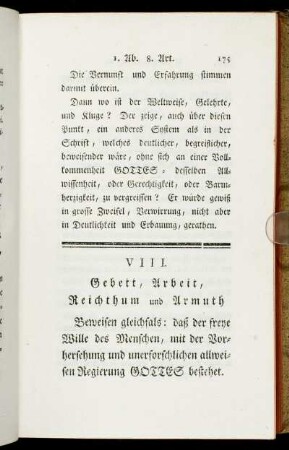 1. Ab. 8. Art. 175
Die Vernunft und Erfahrung stimmen
darmit überein.
Dann wo ist der Weltweise, Gelehrte,
und Kluge? Der zeige, auch über diesen
Punkt, ein anderes System als in der
Schrift, welches deutlicher, begreiflicher,
beweisender wäre, ohne sich an einer Voll-
kommenheit GOTTES- desselben All-
wissenheit, oder Gerechtigkeit, oder Barm-
herzigkeit, zu vergreiffen? Er würde gewiß
in grosse Zweifel, Verwirrung, nicht aber
in Deutlichkeit und Erbauung, gerathen.
VIII.
Gebett, Arbeit,
Reichthum und Armuth
Beweisen gleichfals: daß der freye
Wille des Menschen, mit der Vor-
hersehung und unerforschlichen allwei-
sen Regierung GOTTES bestehet.